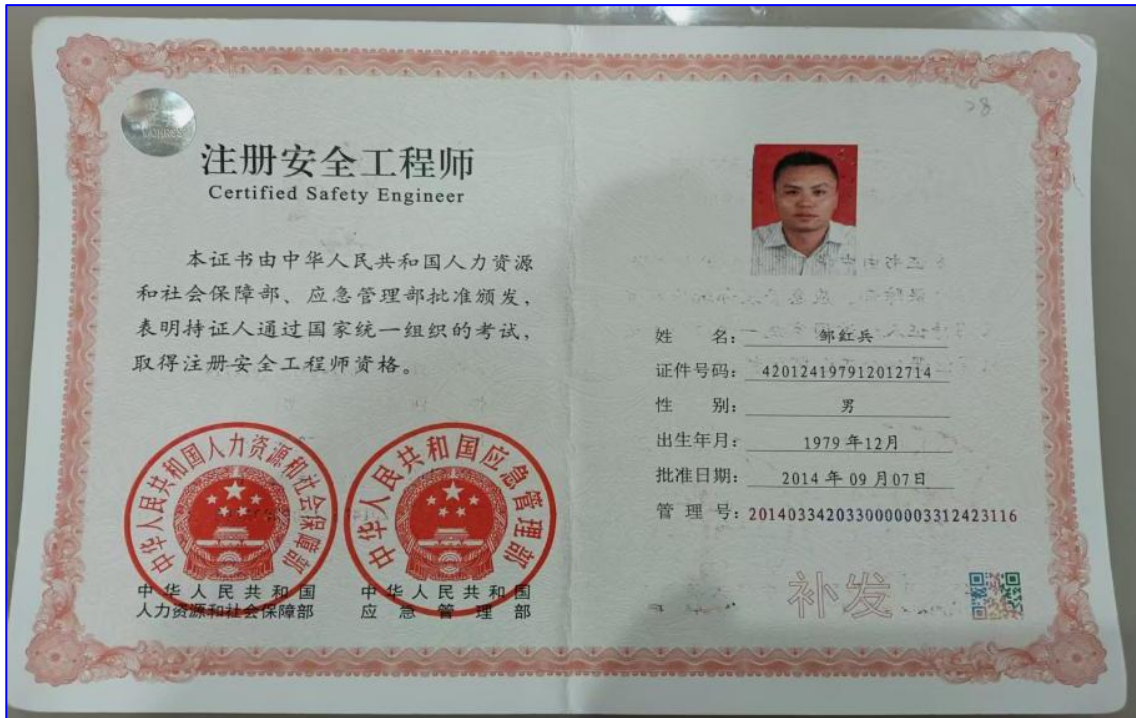 注册安全工程师
Certified Safety Engineer
本证书由中华人民共和国人力资源
和社会保障部、应急管理部批准颁发，
表明持证人通过国家统一组织的考试，
取得注册安全工程师资格。
中华人民共和国人力资源和社会保障部
中华人民共和国应急管理部
中华人民共和国
人力资源和社会保障部
中华人民共和国
应急管理部
28
姓 名： 邹红兵
证件号码： 420124197912012714
性 别： 男
出生年月： 1979年12月
批准日期： 2014年09月07日
管 理 号：2014033420330000003312423116
补发